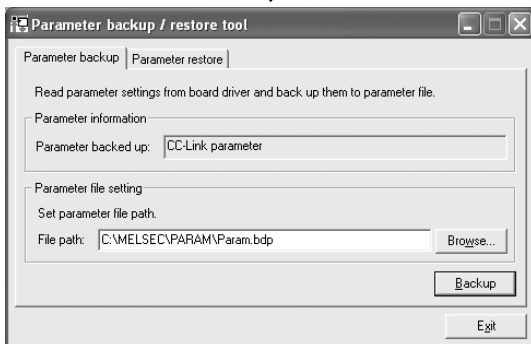 Parameter backup / restore tool
Parameter backup Parameter restore
Read parameter settings from board driver and back up them to parameter file.
Parameter information
Parameter backed up: CC-Link parameter
Parameter file setting
Set parameter file path.
File path: C:\MELSEC\PARAM\Param.bdp Browse...
Backup
Exit